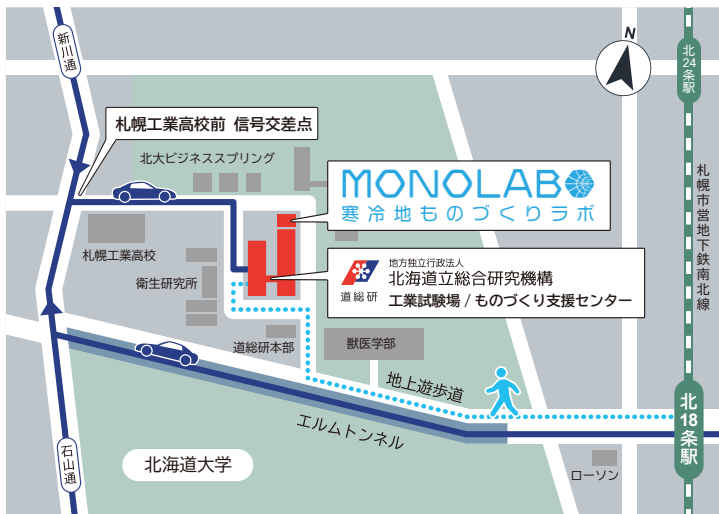 新川通
N
北24条駅
札幌工業高校前 信号交差点
北大ビジネススプリング
MONOLABO
寒冷地ものづくりラボ
札幌市営地下鉄南北線
札幌工業高校
衛生研究所
道総研
地方独立行政法人
北海道立総合研究機構
工業試験場 / ものづくり支援センター
道総研本部
獣医学部
地上遊歩道
エルムトンネル
北18条駅
石山通
北海道大学
ローソン